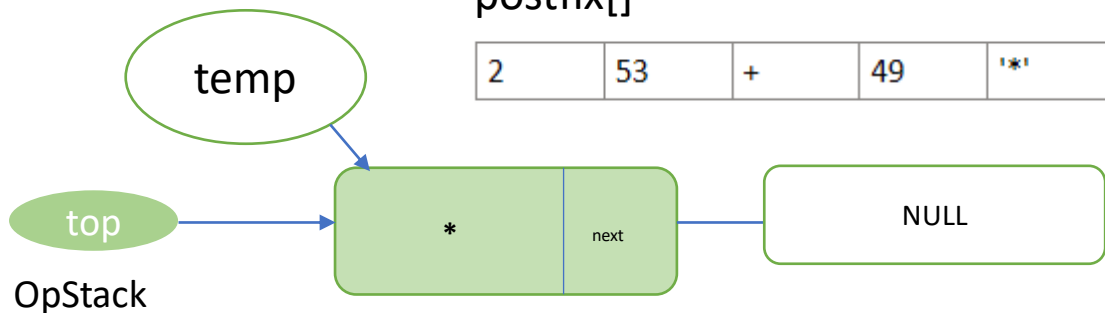 postfix[]
temp
2 53 + 49 '*'
top
* next
NULL
OpStack